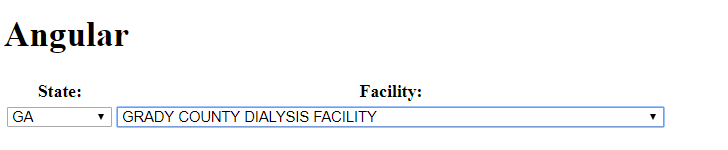 Angular
State: Facility:
GA GRADY COUNTY DIALYSIS FACILITY